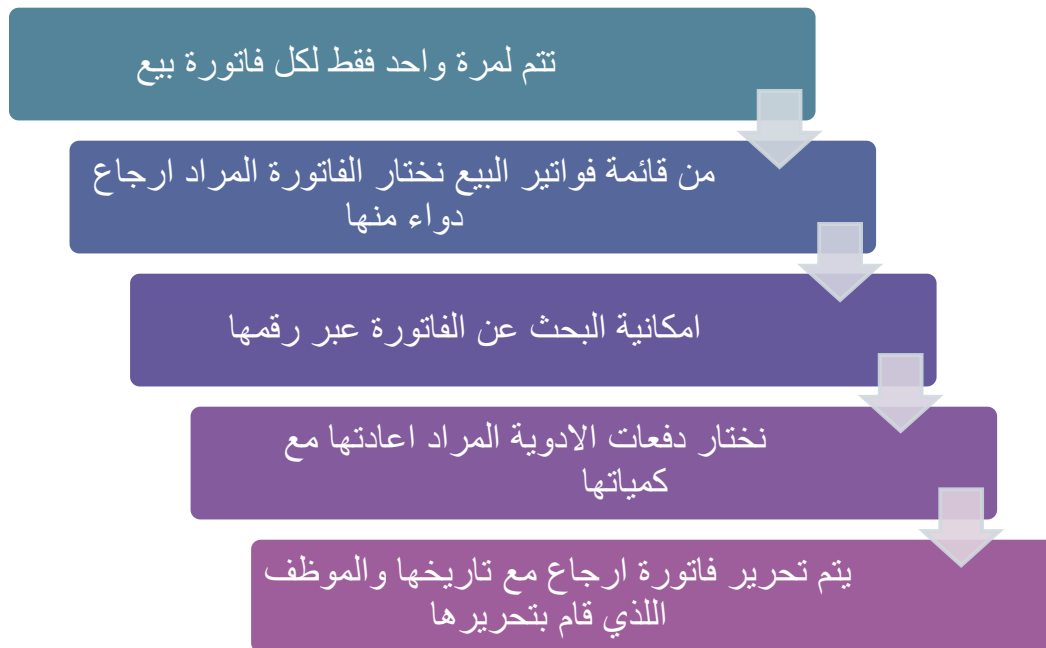 تتم لمرة واحد فقط لكل فاتورة بيع
من قائمة فواتير البيع نختار الفاتورة المراد ارجاع
دواء منها
امكانية البحث عن الفاتورة عبر رقمها
نختار دفعات الادوية المراد اعادتها مع
كمياتها
يتم تحرير فاتورة ارجاع مع تاريخها والموظف
اللذي قام بتحريرها